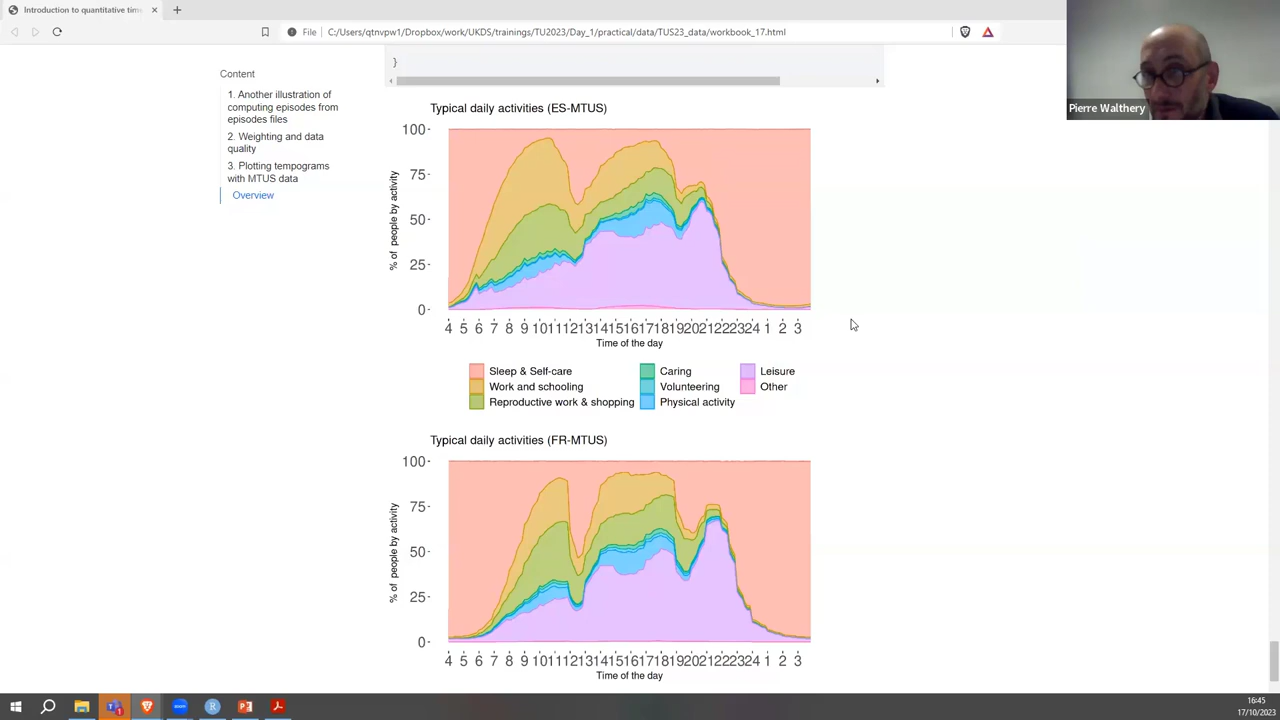 Introduction to quantitative tim
File C:/Users/qtnvpw1/Dropbox/work/UKDS/trainings/TU2023/Day_1/practical/data/TUS23_data/workbook_17.html
Pierre Walthery
Content
1. Another illustration of
computing episodes from
episodes files
2. Weighting and data
quality
3. Plotting tempograms
with MTUS data
Overview
}
Typical daily activities (ES-MTUS)
100
75
50
25
0
% of people by activity
4 5 6 7 8 9 10 11 12 13 14 15 16 17 18 19 20 21 22 23 24 1 2 3
Time of the day
Sleep & Self-care
Work and schooling
Reproductive work & shopping
Caring
Volunteering
Physical activity
Leisure
Other
Typical daily activities (FR-MTUS)
100
75
50
25
0
% of people by activity
4 5 6 7 8 9 10 11 12 13 14 15 16 17 18 19 20 21 22 23 24 1 2 3
Time of the day
16:45
17/10/2023